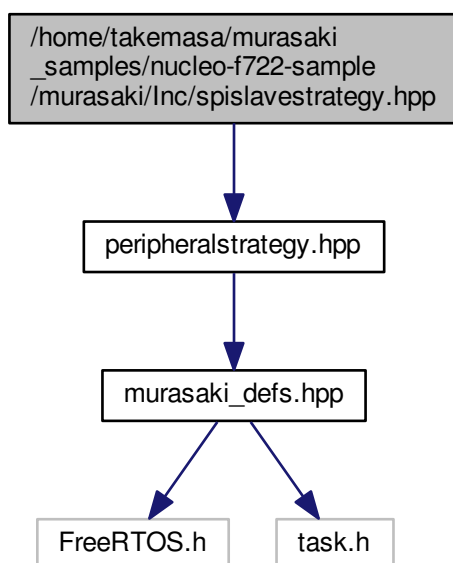 /home/takemasa/murasaki
_samples/nucleo-f722-sample
/murasaki/Inc/spislavestrategy.hpp
peripheralstrategy.hpp
murasaki_defs.hpp
FreeRTOS.h
task.h